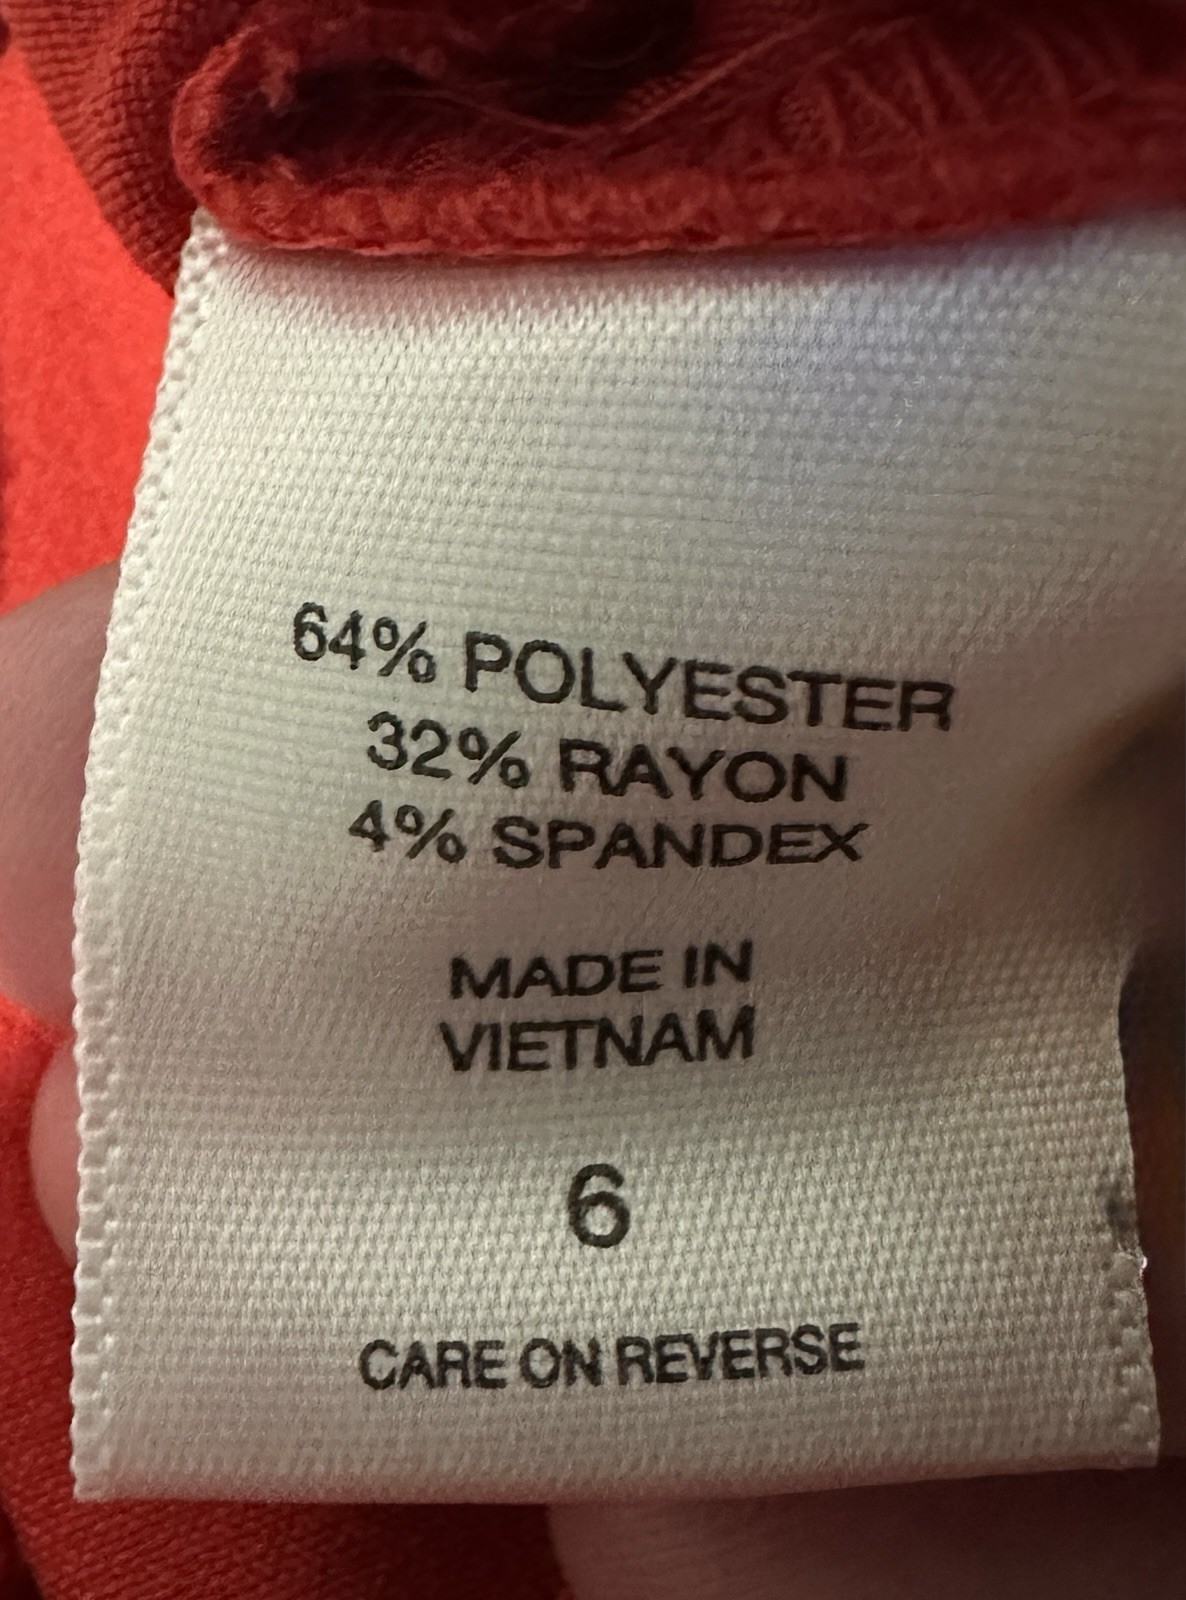 64% POLYESTER
32% RAYON
4% SPANDEX
MADE IN
VIETNAM
6
CARE ON REVERSE